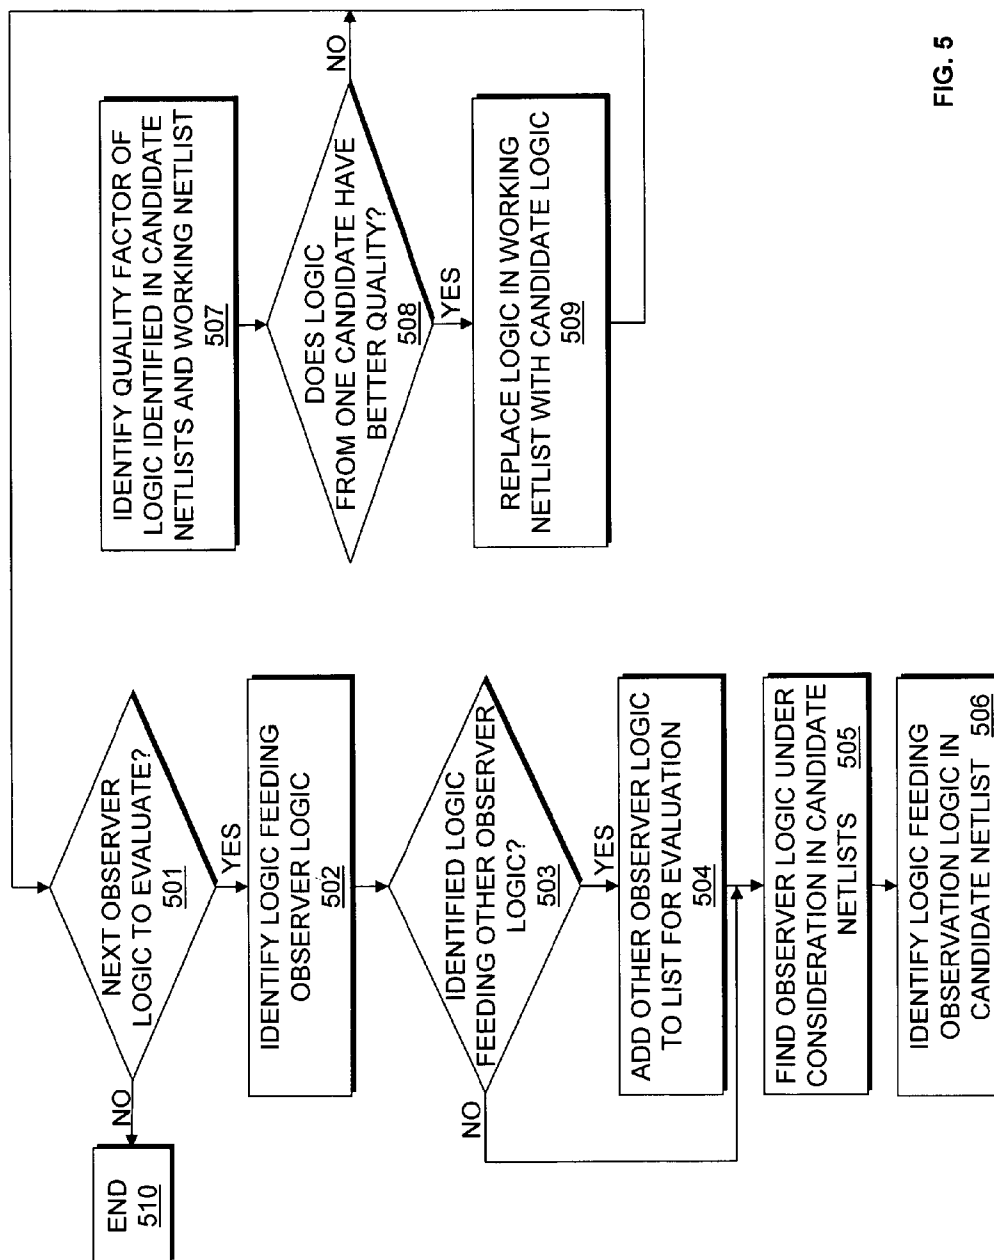 NEXT OBSERVER
LOGIC TO EVALUATE?
501
NO
END
510
YES
IDENTIFY LOGIC FEEDING
OBSERVER LOGIC
502
IDENTIFIED LOGIC
FEEDING OTHER OBSERVER
LOGIC?
503
NO
YES
ADD OTHER OBSERVER LOGIC
TO LIST FOR EVALUATION
504
FIND OBSERVER LOGIC UNDER
CONSIDERATION IN CANDIDATE
NETLISTS 505
IDENTIFY LOGIC FEEDING
OBSERVATION LOGIC IN
CANDIDATE NETLIST 506
IDENTIFY QUALITY FACTOR OF
LOGIC IDENTIFIED IN CANDIDATE
NETLISTS AND WORKING NETLIST
507
DOES LOGIC
FROM ONE CANDIDATE HAVE
BETTER QUALITY?
508
NO
YES
REPLACE LOGIC IN WORKING
NETLIST WITH CANDIDATE LOGIC
509
FIG. 5